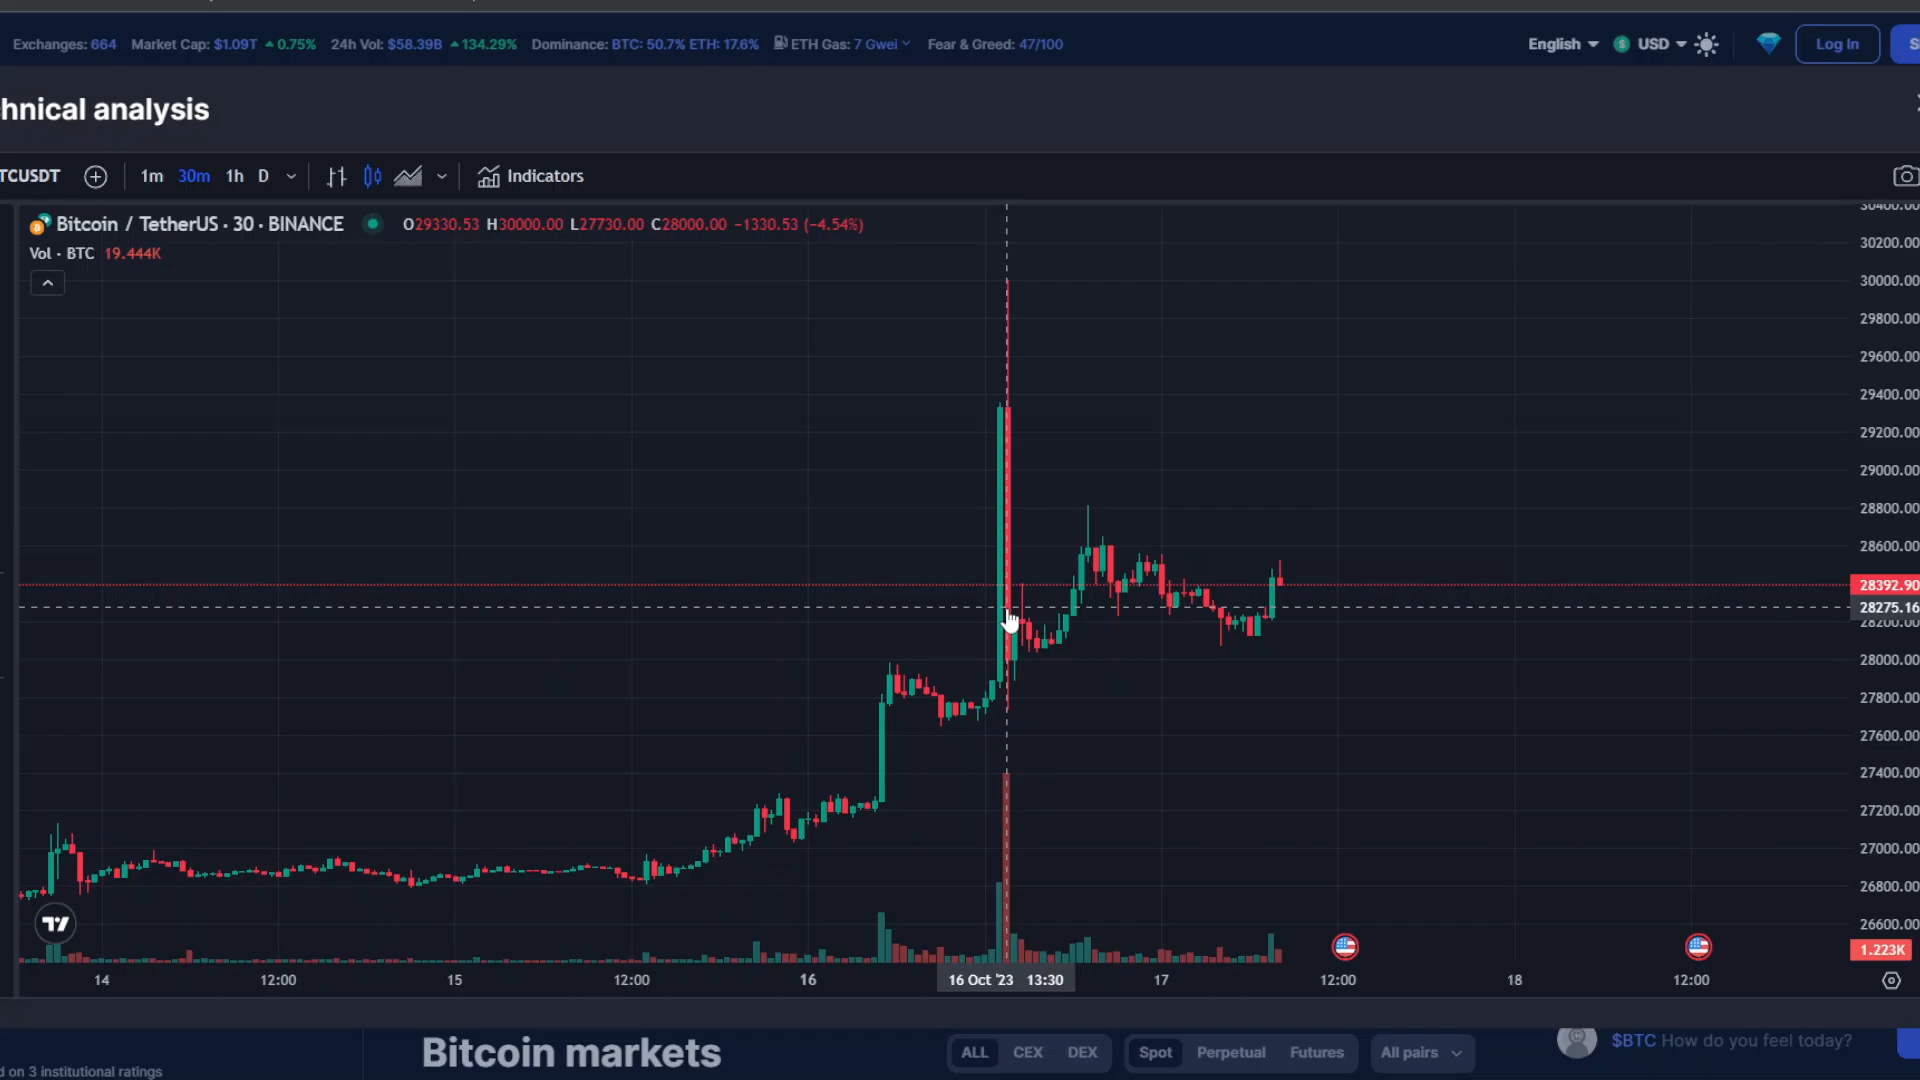 Exchanges: 664 Market Cap: $1.09T 0.75% 24h Vol: $58.39B 134.29% Dominance: BTC: 50.7% ETH: 17.6% ETH Gas: 7 Gwei Fear & Greed: 47/100 English USD Log In S
hnical analysis
TCUSDT 1m 30m 1h D Indicators
Bitcoin / TetherUS · 30 · BINANCE O29330.53 H30000.00 L27730.00 C28000.00 −1330.53 (−4.54%)
Vol · BTC 19.444K
30400.00
30200.00
30000.00
29800.00
29600.00
29400.00
29200.00
29000.00
28800.00
28600.00
28392.90
28275.16
28200.00
28000.00
27800.00
27600.00
27400.00
27200.00
27000.00
26800.00
26600.00
1.223K
14 12:00 15 12:00 16 16 Oct '23 13:30 17 12:00 18 12:00
Bitcoin markets ALL CEX DEX Spot Perpetual Futures All pairs $BTC How do you feel today?
d on 3 institutional ratings